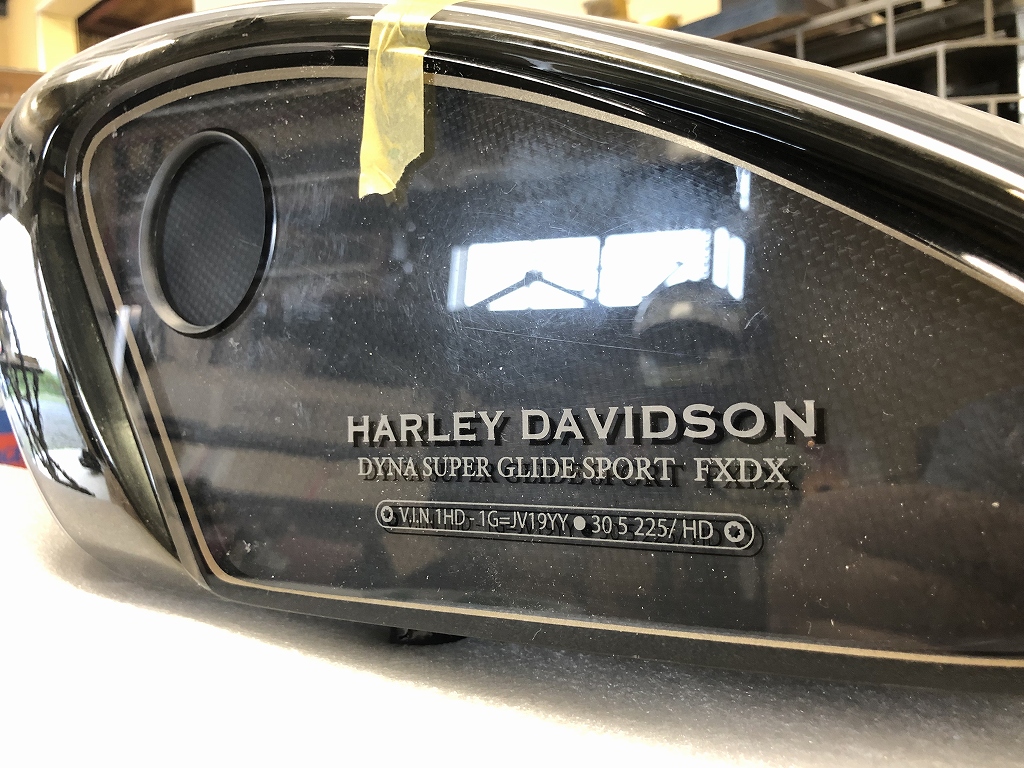 HARLEY DAVIDSON
DYNA SUPER GLIDE SPORT FXDX
V.I.N. 1HD - 1G=JV19YY ● 30 5 225/ HD